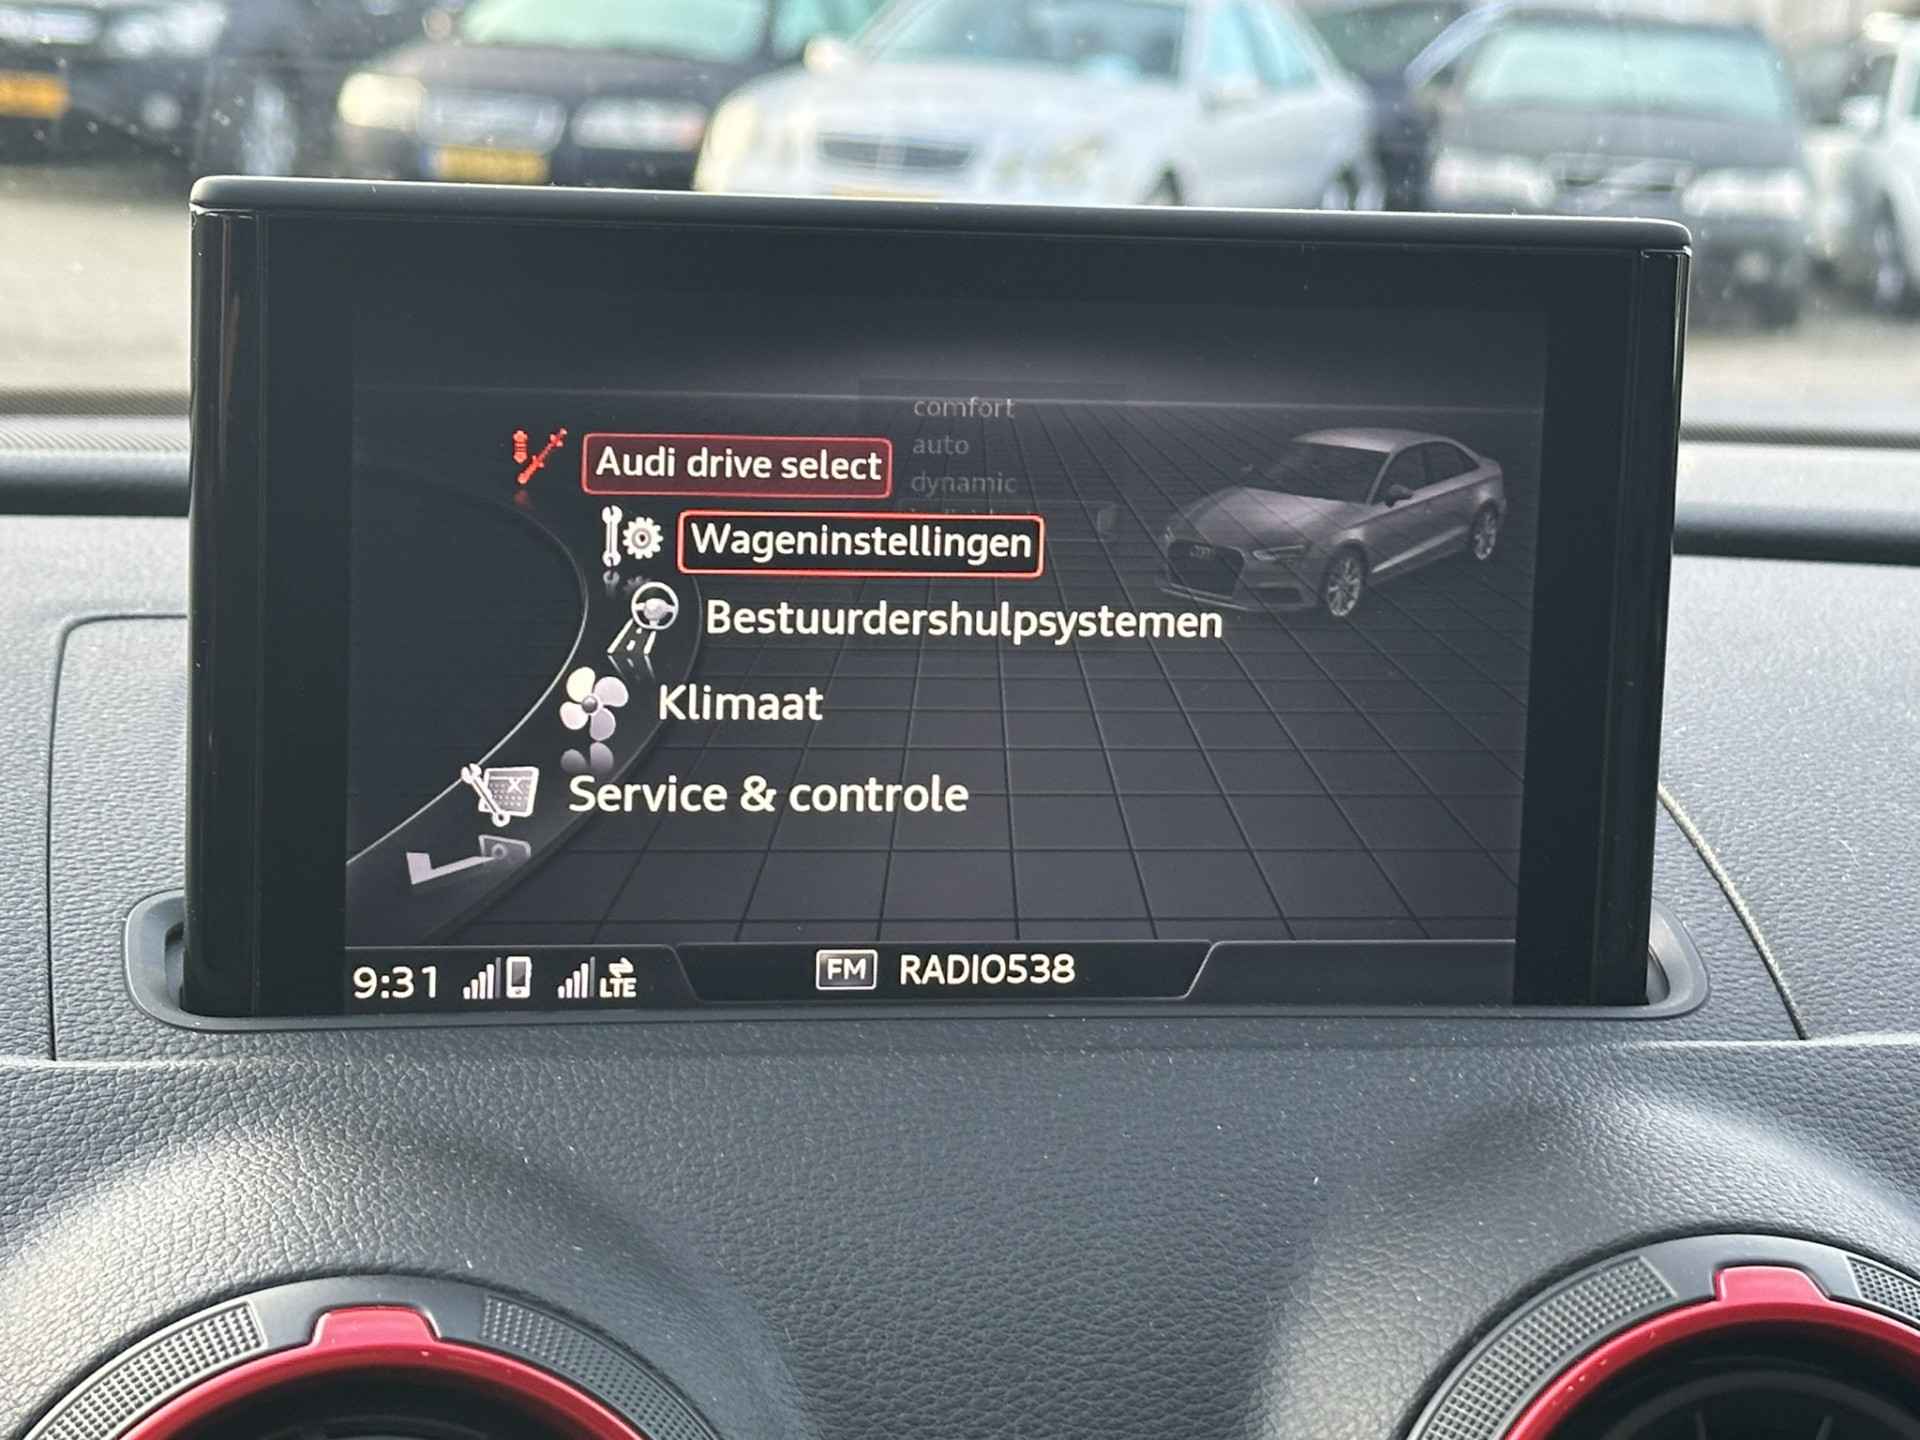 comfort
auto
dynamic
Audi drive select
Wageninstellingen
Bestuurdershulpsystemen
Klimaat
Service & controle
9:31 LTE FM RADIO538